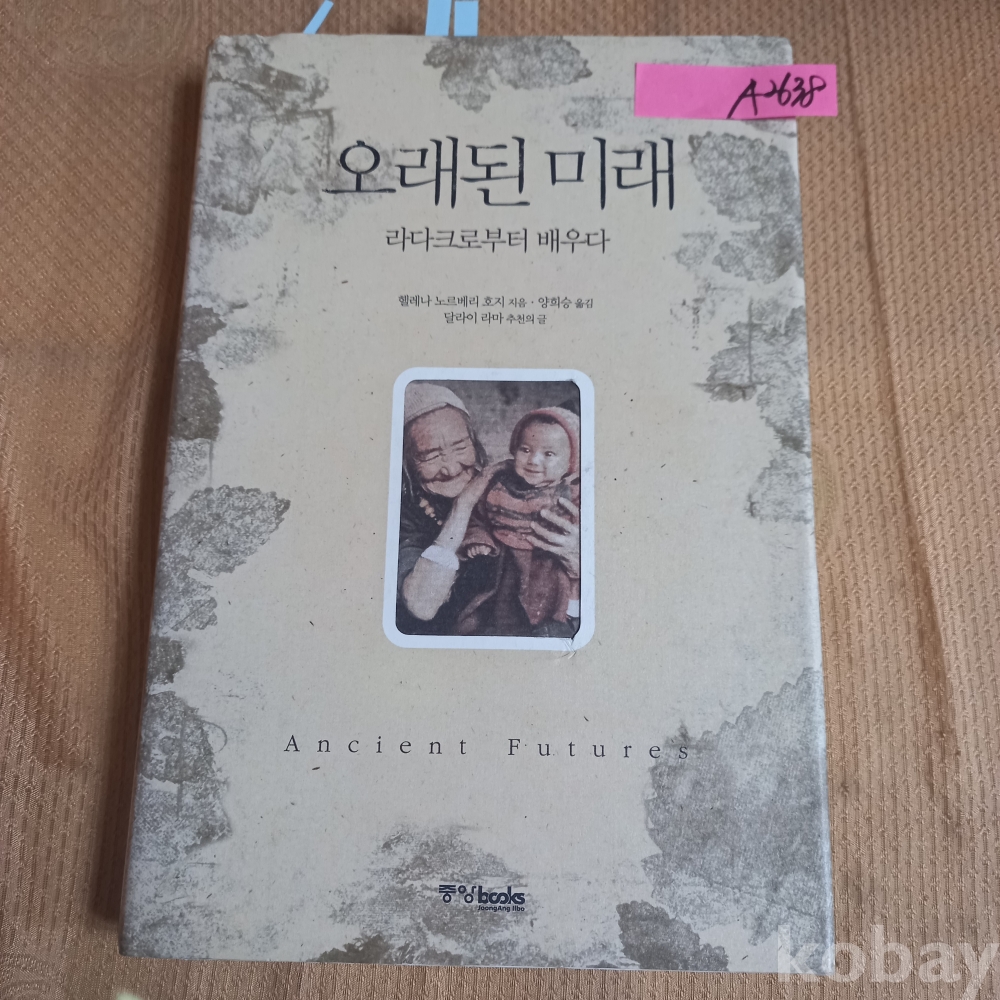 A2638
오래된 미래
라다크로부터 배우다
헬레나 노르베리 호지 지음 · 양희승 옮김
달라이 라마 추천의 글
Ancient Futures
중앙books
JoongAng Ilbo
kobay